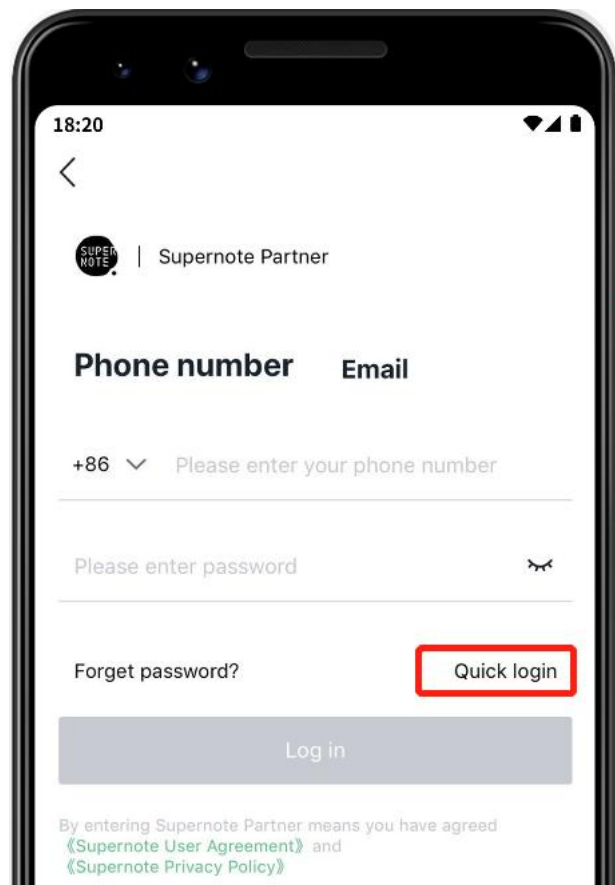 18:20
SUPER
NOTE
| Supernote Partner
Phone number Email
+86 Please enter your phone number
Please enter password
Forget password? Quick login
Log in
By entering Supernote Partner means you have agreed
《Supernote User Agreement》 and
《Supernote Privacy Policy》